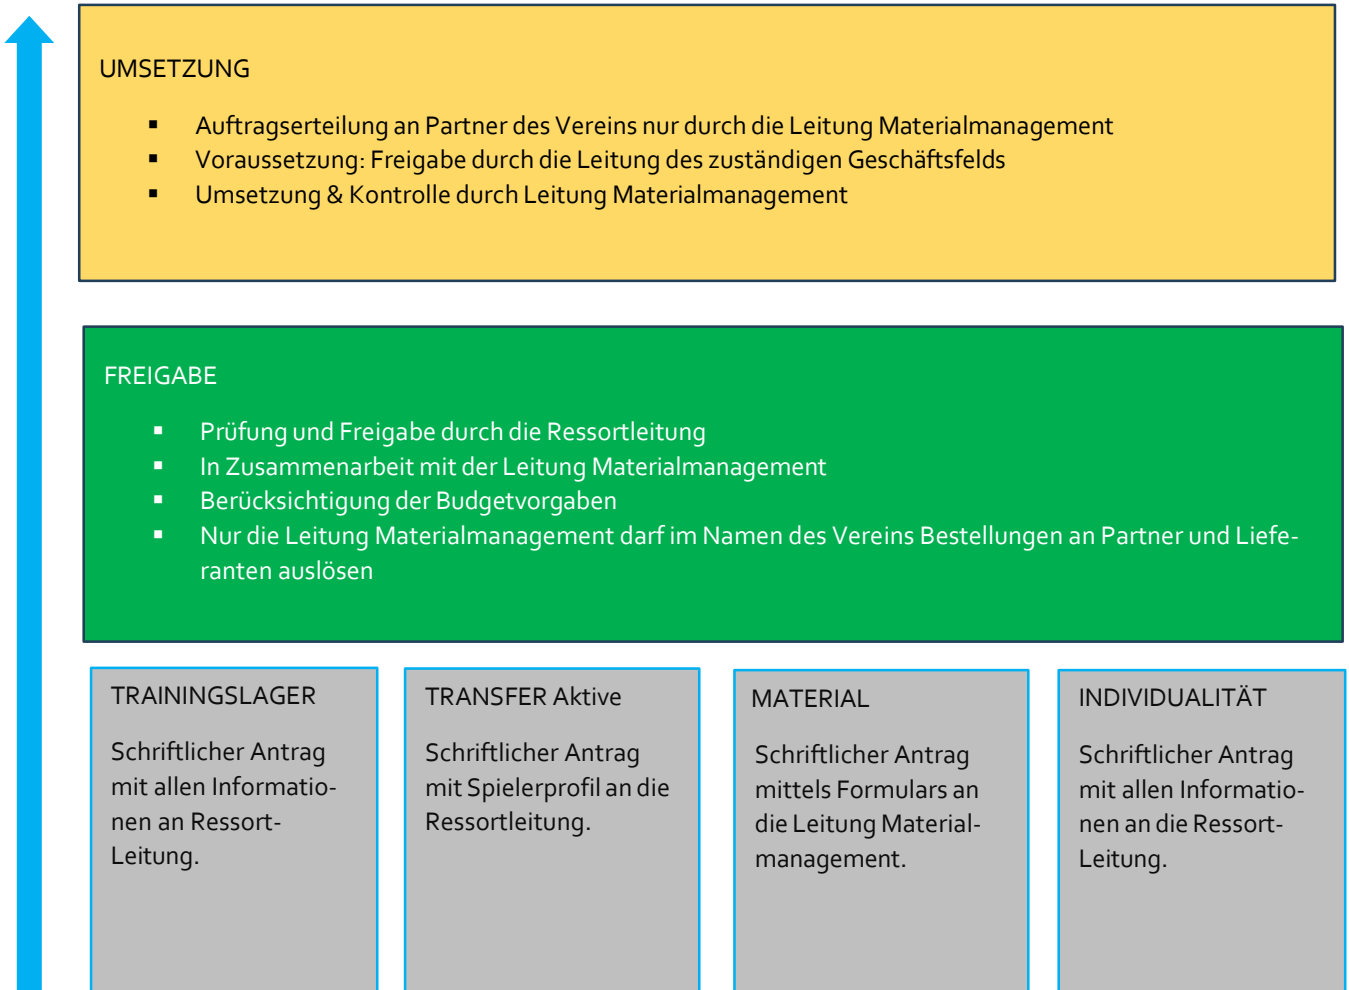 UMSETZUNG
▪ Auftragserteilung an Partner des Vereins nur durch die Leitung Materialmanagement
▪ Voraussetzung: Freigabe durch die Leitung des zuständigen Geschäftsfelds
▪ Umsetzung & Kontrolle durch Leitung Materialmanagement
FREIGABE
▪ Prüfung und Freigabe durch die Ressortleitung
▪ In Zusammenarbeit mit der Leitung Materialmanagement
▪ Berücksichtigung der Budgetvorgaben
▪ Nur die Leitung Materialmanagement darf im Namen des Vereins Bestellungen an Partner und Liefe-
ranten auslösen
TRAININGSLAGER
Schriftlicher Antrag
mit allen Informatio-
nen an Ressort-
Leitung.
TRANSFER Aktive
Schriftlicher Antrag
mit Spielerprofil an die
Ressortleitung.
MATERIAL
Schriftlicher Antrag
mittels Formulars an
die Leitung Material-
management.
INDIVIDUALITÄT
Schriftlicher Antrag
mit allen Informatio-
nen an die Ressort-
Leitung.